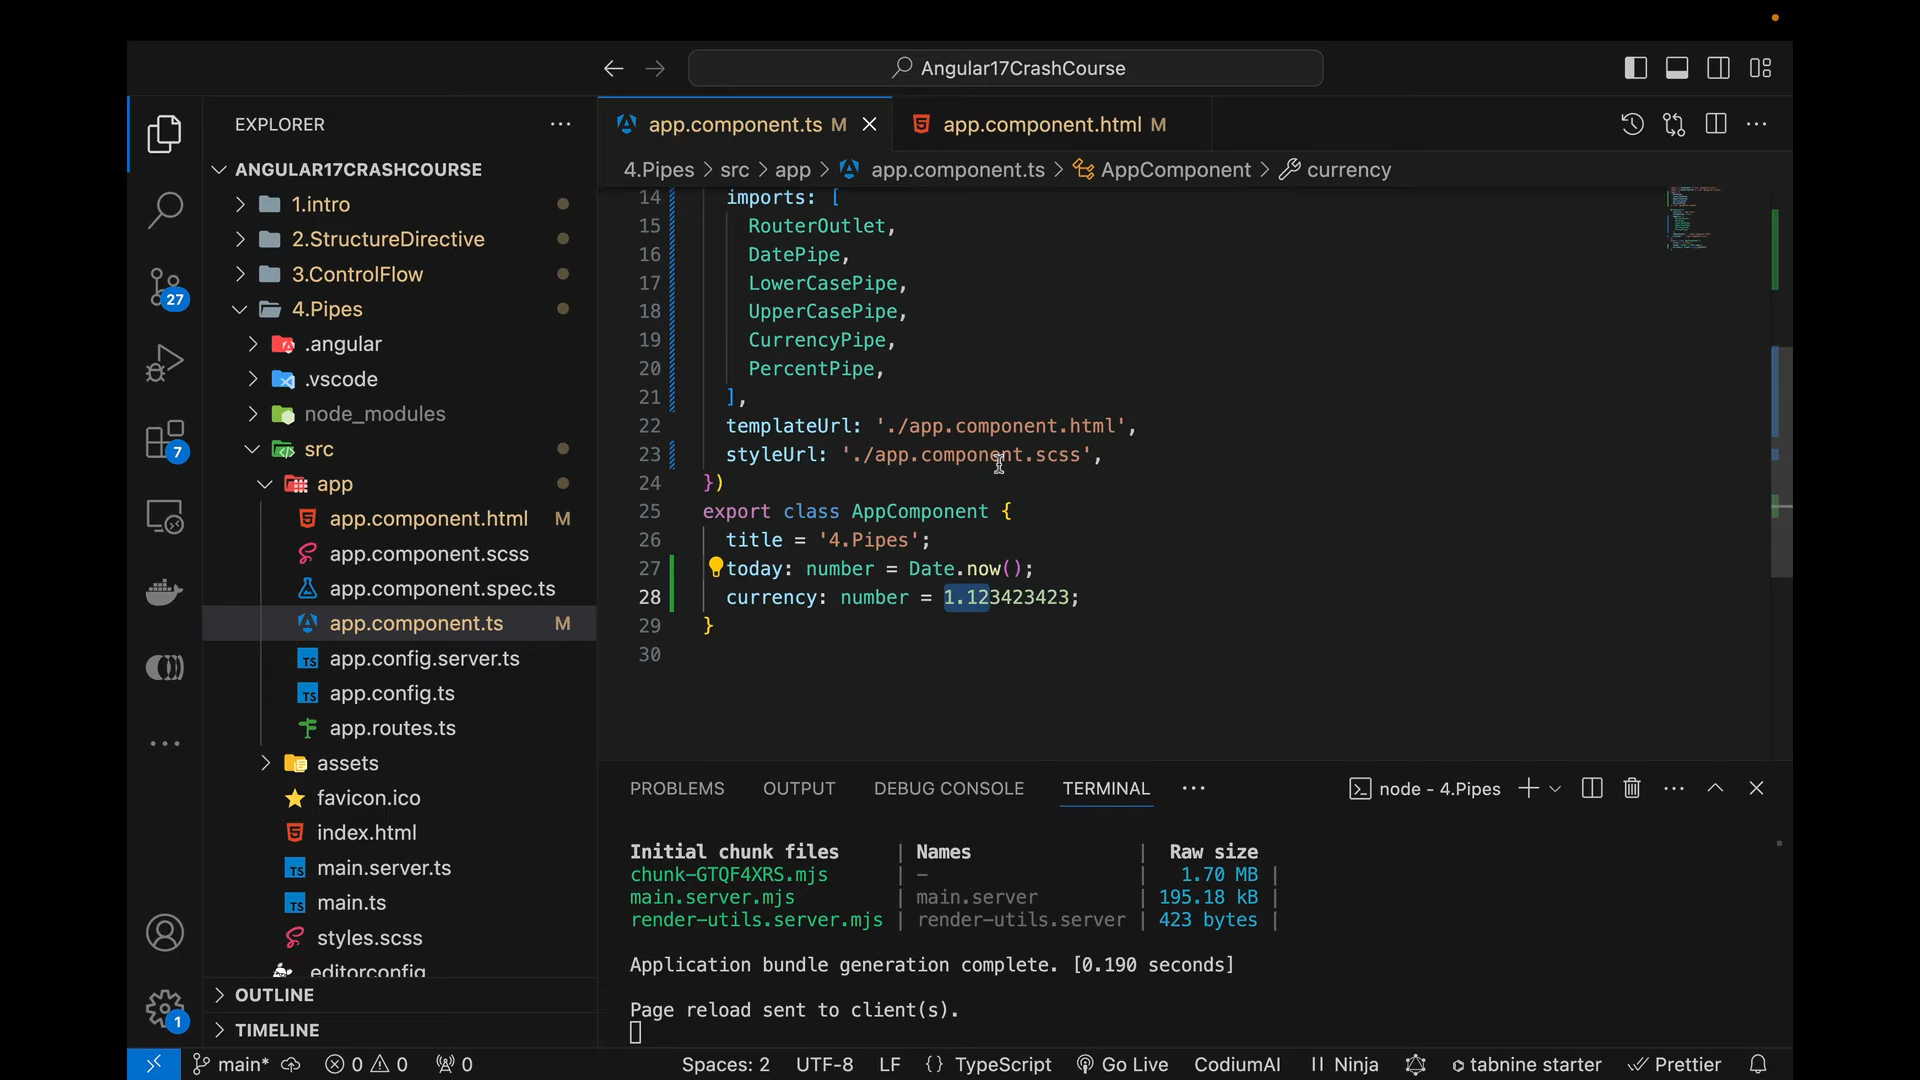 Angular17CrashCourse
EXPLORER
ANGULAR17CRASHCOURSE
1.intro
2.StructureDirective
3.ControlFlow
4.Pipes
.angular
.vscode
node_modules
src
app
app.component.html M
app.component.scss
app.component.spec.ts
app.component.ts M
app.config.server.ts
app.config.ts
app.routes.ts
assets
favicon.ico
index.html
main.server.ts
main.ts
styles.scss
editorconfig
OUTLINE
TIMELINE
27
7
1
app.component.ts M
app.component.html M
4.Pipes > src > app > app.component.ts > AppComponent > currency
14 imports: [
15 RouterOutlet,
16 DatePipe,
17 LowerCasePipe,
18 UpperCasePipe,
19 CurrencyPipe,
20 PercentPipe,
21 ],
22 templateUrl: './app.component.html',
23 styleUrl: './app.component.scss',
24 })
25 export class AppComponent {
26 title = '4.Pipes';
27 today: number = Date.now();
28 currency: number = 1.123423423;
29 }
30
PROBLEMS OUTPUT DEBUG CONSOLE TERMINAL
node - 4.Pipes
Initial chunk files | Names | Raw size
chunk-GTQF4XRS.mjs | - | 1.70 MB |
main.server.mjs | main.server | 195.18 kB |
render-utils.server.mjs | render-utils.server | 423 bytes |
Application bundle generation complete. [0.190 seconds]
Page reload sent to client(s).
main* 0 0 0 Spaces: 2 UTF-8 LF {} TypeScript Go Live CodiumAI Ninja tabnine starter Prettier